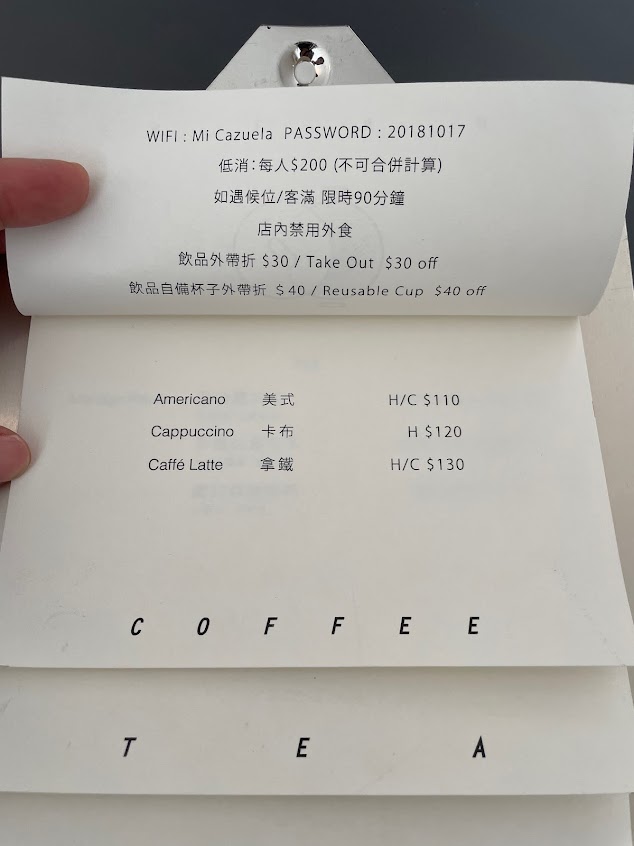 WIFI : Mi Cazuela PASSWORD : 20181017
低消：每人$200 (不可合併計算)
如遇候位/客滿 限時90分鐘
店內禁用外食
飲品外帶折 $30 / Take Out $30 off
飲品自備杯子外帶折 $40 / Reusable Cup $40 off
Americano 美式 H/C $110
Cappuccino 卡布 H $120
Caffé Latte 拿鐵 H/C $130
COFFEE
TEA